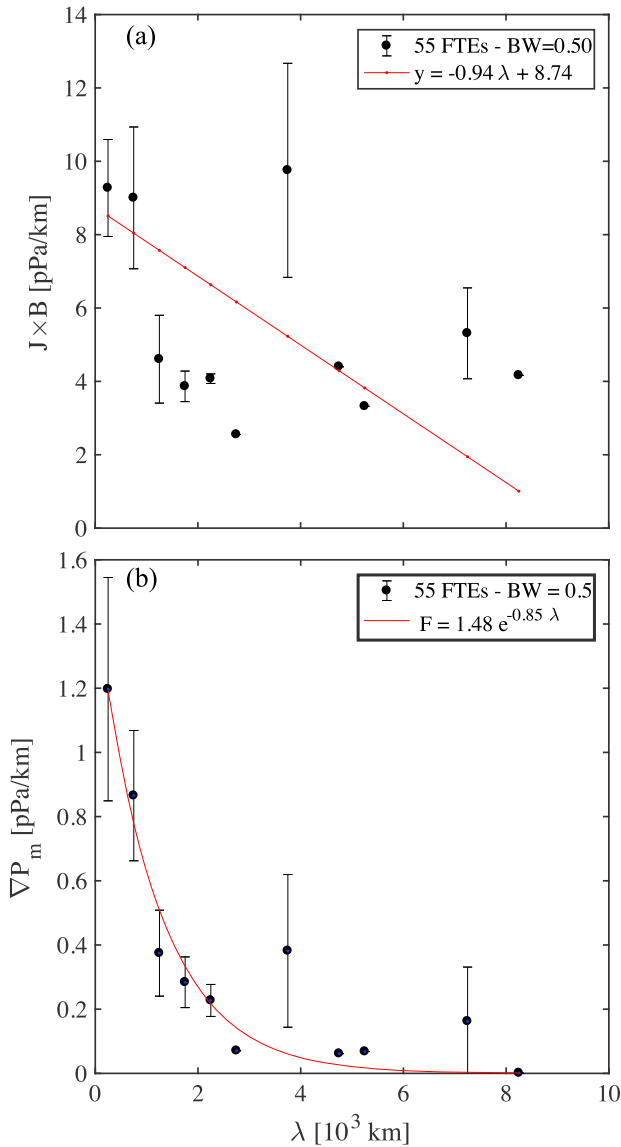 (a)
55 FTEs - BW=0.50
y = -0.94 λ + 8.74
14
12
10
8
6
4
2
0
J×B [pPa/km]
(b)
55 FTEs - BW = 0.5
F = 1.48 e^-0.85 λ
1.6
1.4
1.2
1
0.8
0.6
0.4
0.2
0
∇P_m [pPa/km]
0 2 4 6 8 10
λ [10^3 km]